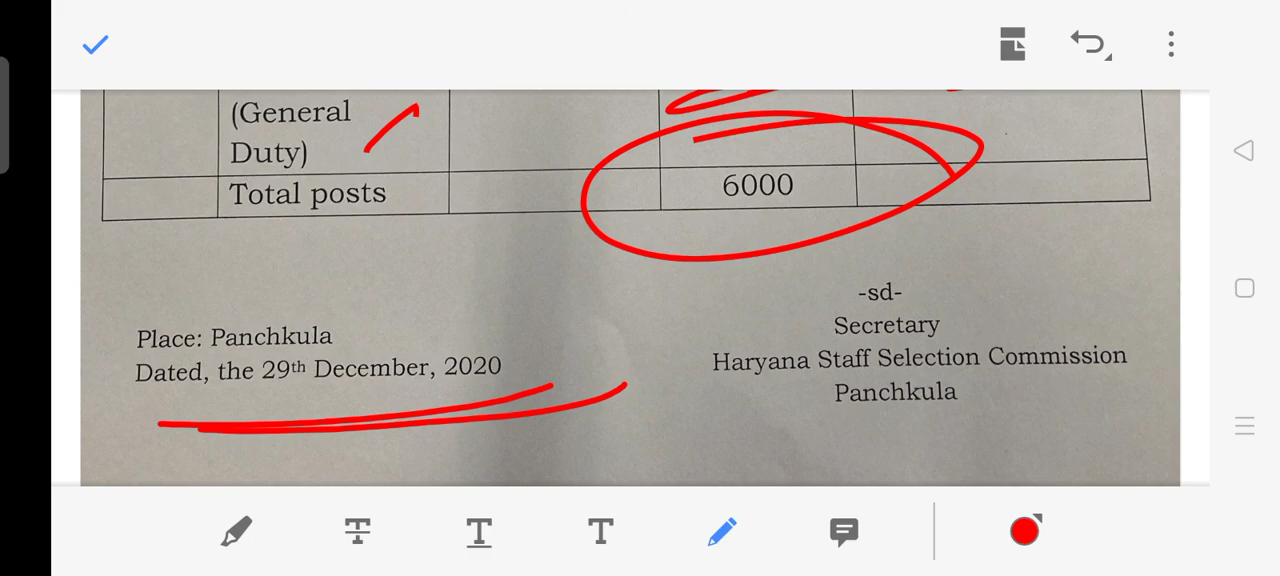 (General
Duty)
Total posts 6000
-sd-
Secretary
Place: Panchkula
Haryana Staff Selection Commission
Dated, the 29th December, 2020
Panchkula